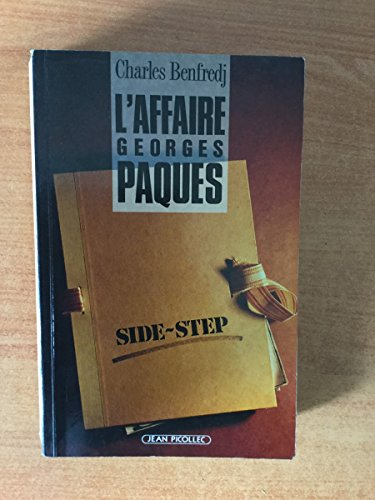 Charles Benfredj
L'AFFAIRE
GEORGES
PAQUES
SIDE-STEP
JEAN PICOLLEC